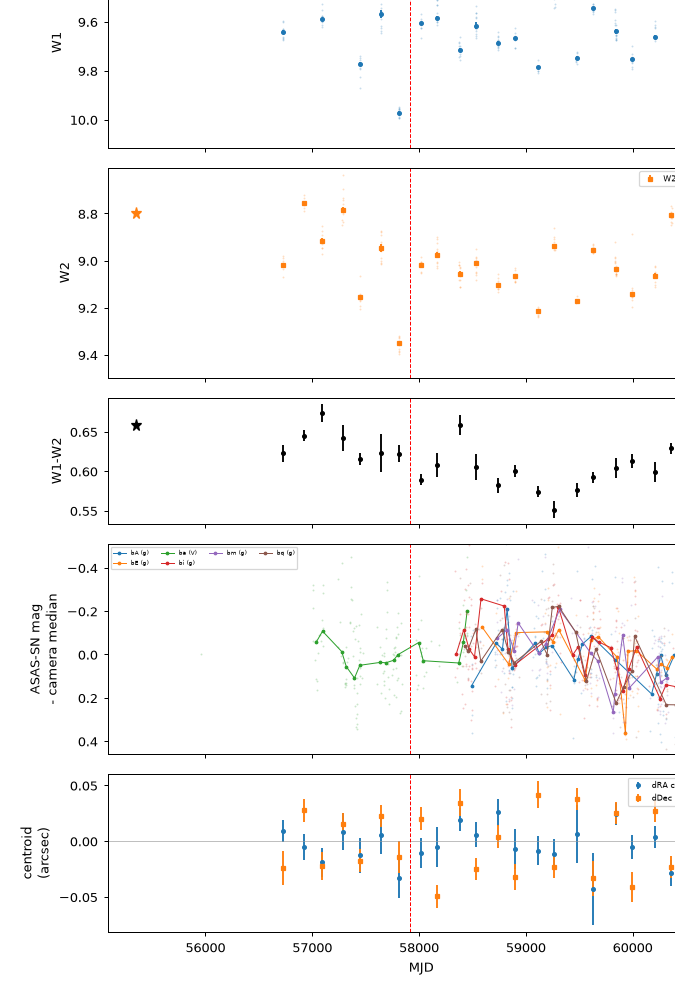 W1
9.6
9.8
10.0
W2
8.8
9.0
9.2
9.4
W2
W1-W2
0.65
0.60
0.55
ASAS-SN mag
- camera median
−0.4
−0.2
0.0
0.2
0.4
bA (g) ba (V) bm (g) bq (g)
bE (g) bi (g)
centroid
(arcsec)
0.05
0.00
−0.05
dRA c
dDec
56000 57000 58000 59000 60000
MJD